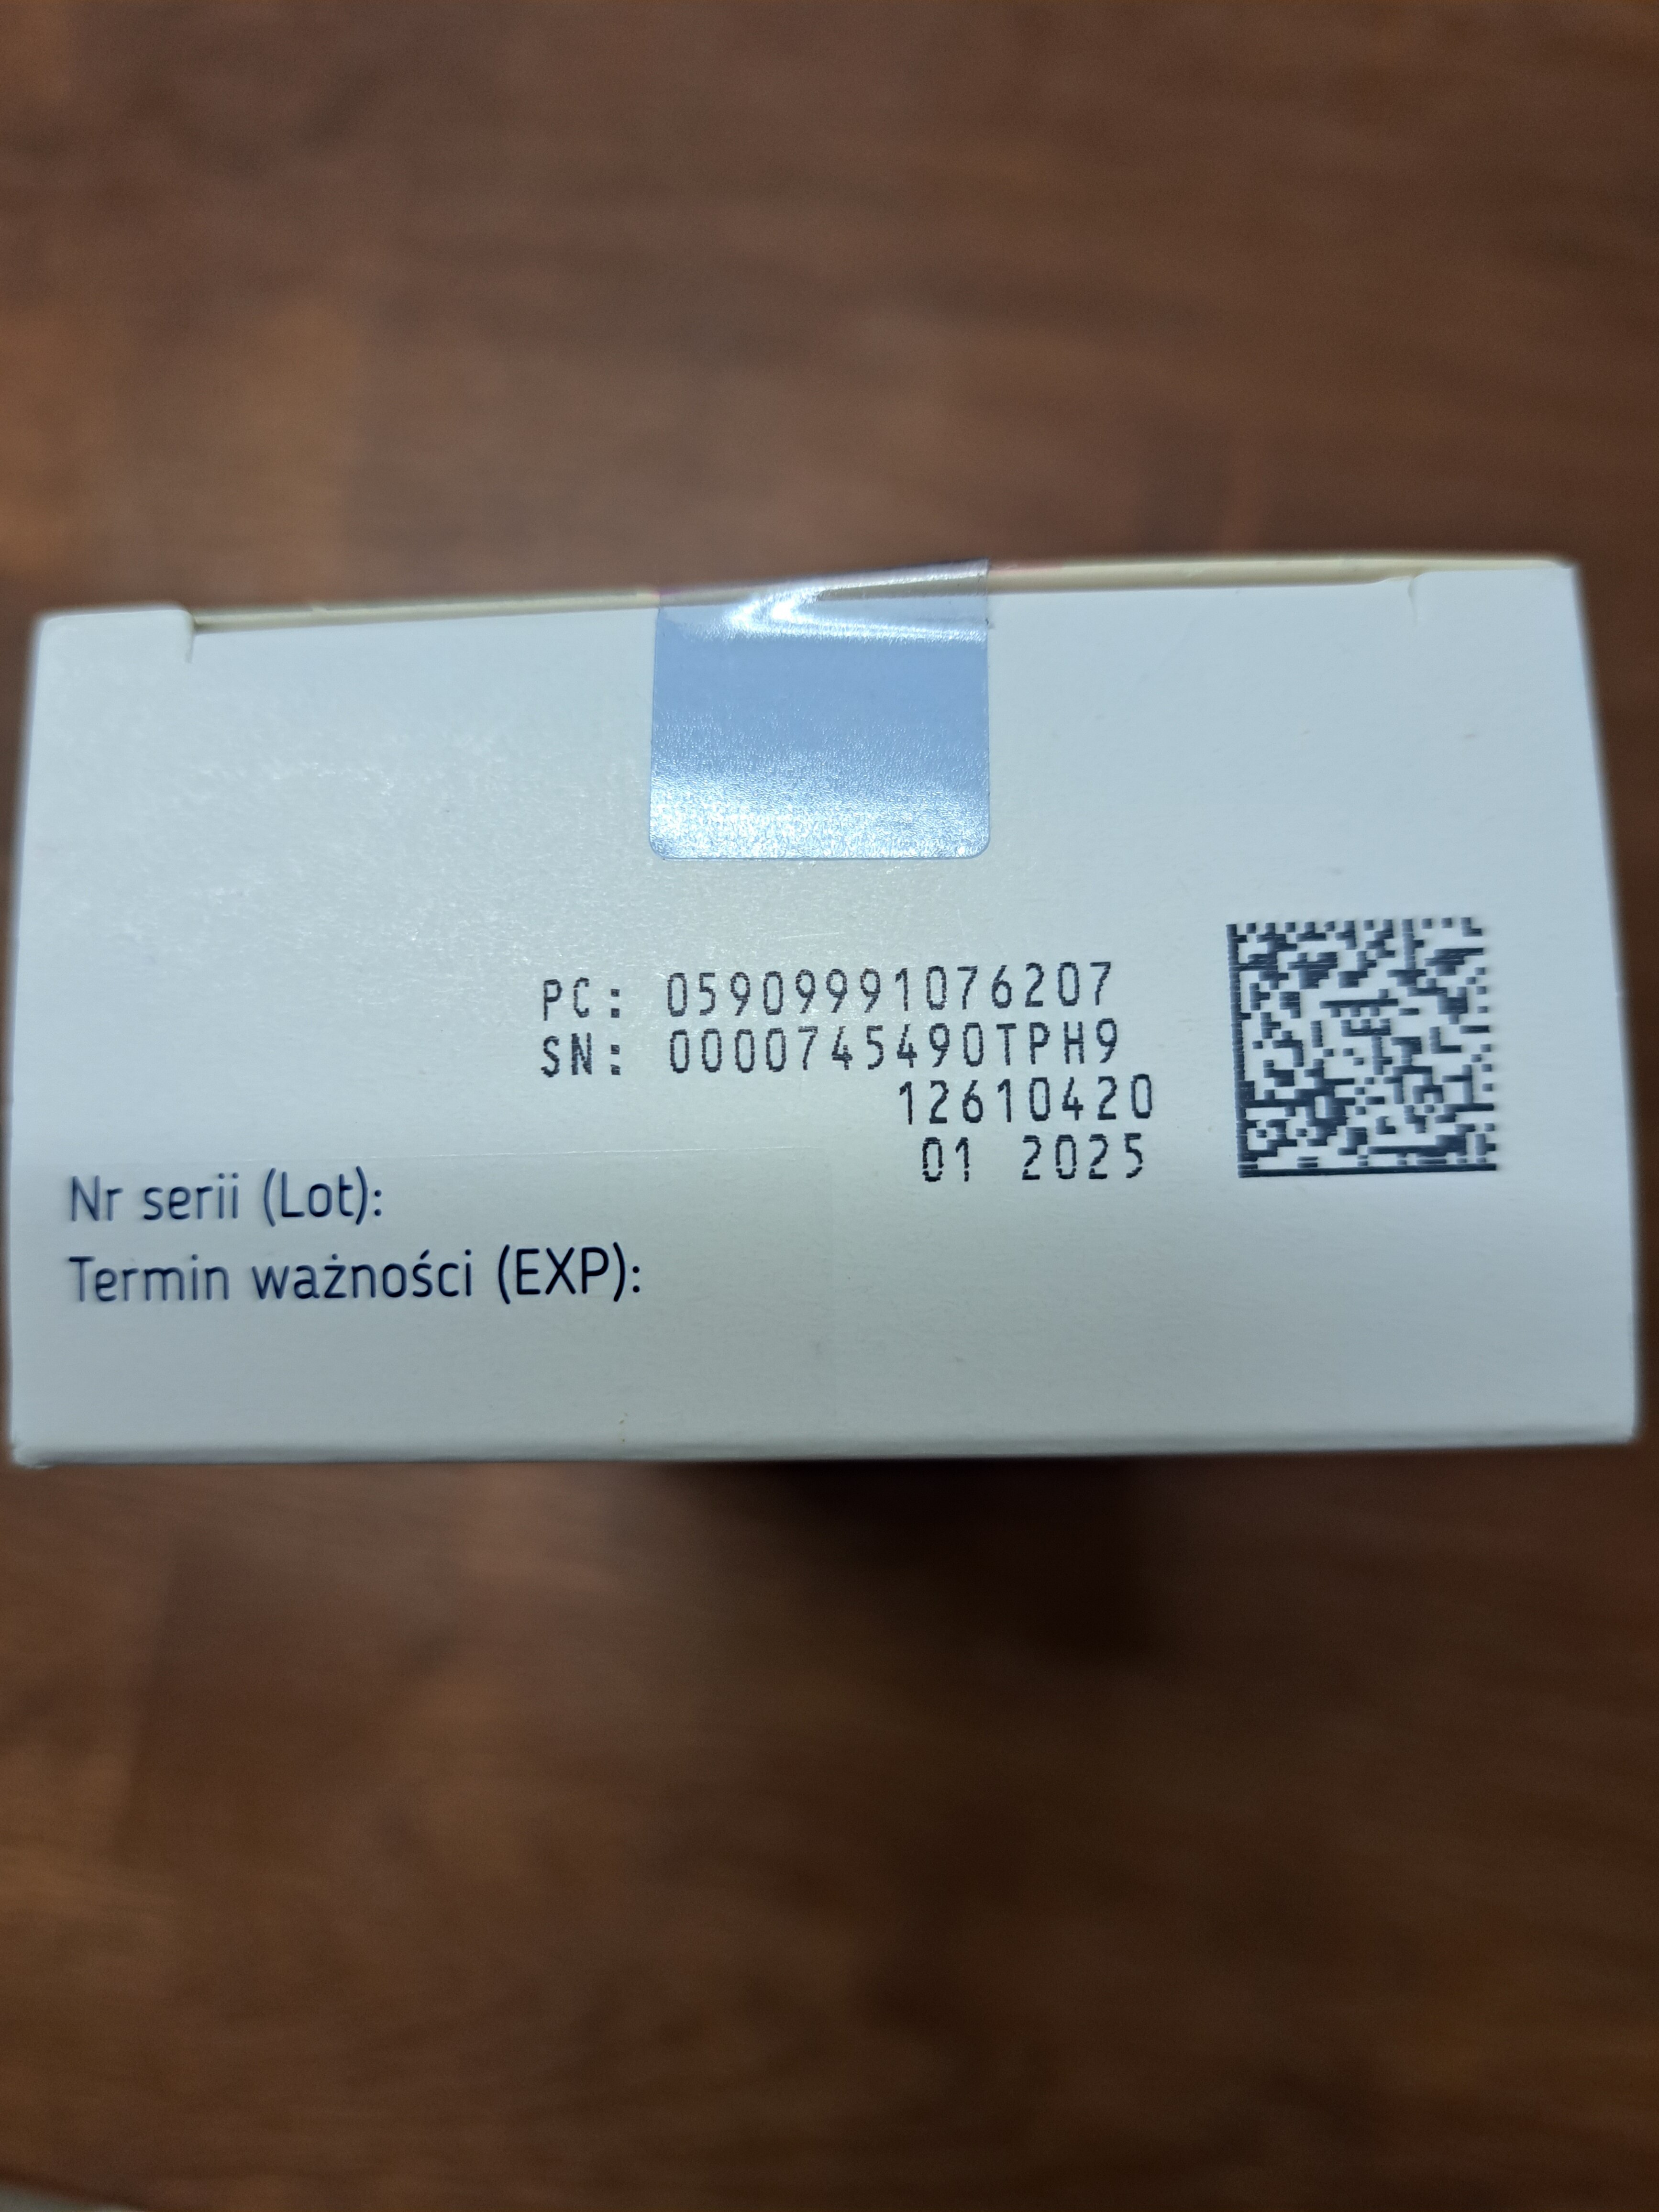 PC: 05909991076207
SN: 0000745490TPH9
12610420
01 2025
Nr serii (Lot):
Termin ważności (EXP):